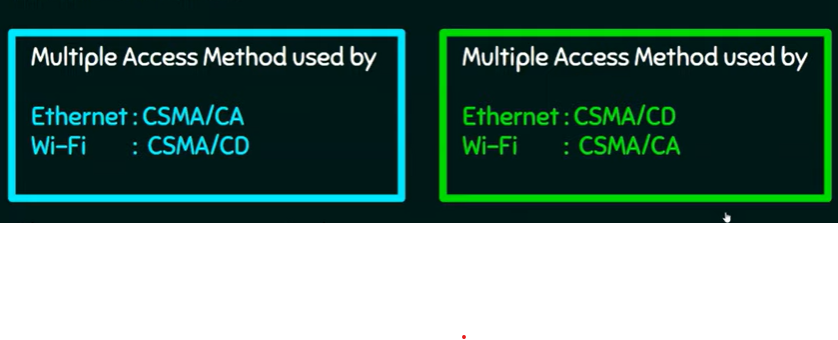 Multiple Access Method used by
Ethernet : CSMA/CA
Wi-Fi : CSMA/CD
Multiple Access Method used by
Ethernet : CSMA/CD
Wi-Fi : CSMA/CA